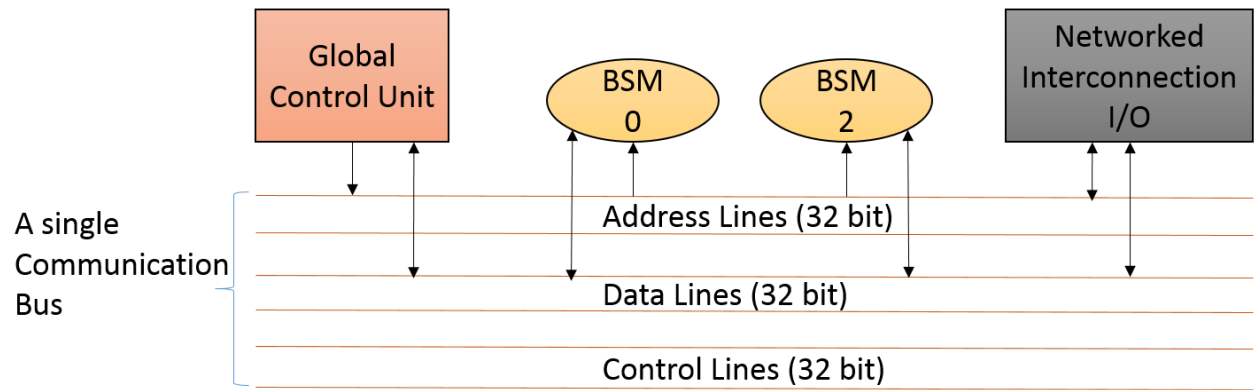 Global
Control Unit
BSM
0
BSM
2
Networked
Interconnection
I/O
A single
Communication
Bus
Address Lines (32 bit)
Data Lines (32 bit)
Control Lines (32 bit)